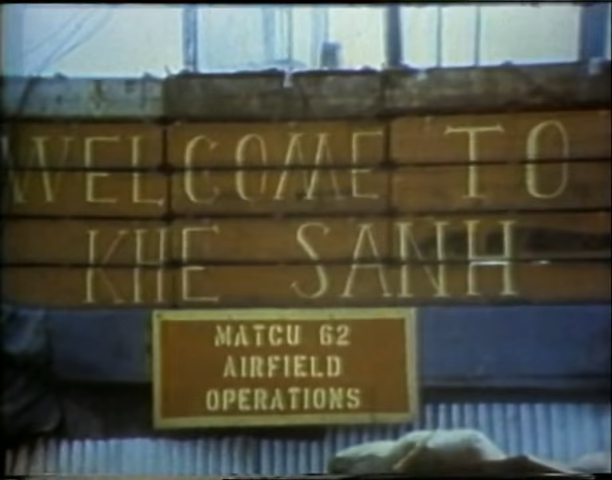 WELCOME TO
KHE SANH
MATCU 62
AIRFIELD
OPERATIONS